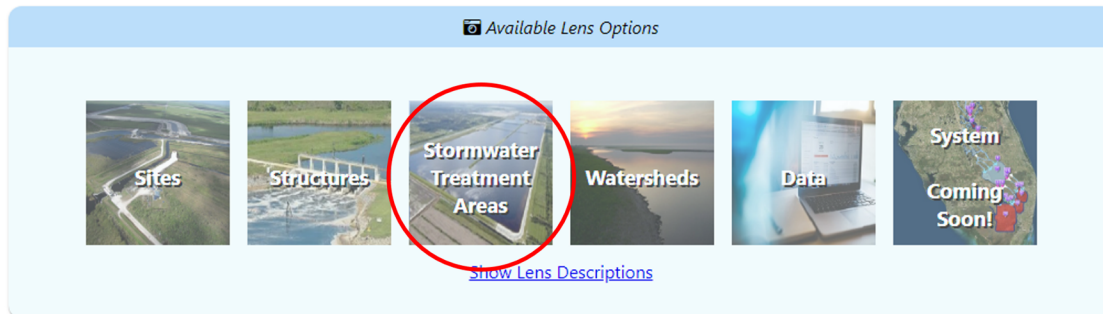 Available Lens Options
Sites
Structures
Stormwater
Treatment
Areas
Watersheds
Data
System
Coming
Soon!
Show Lens Descriptions